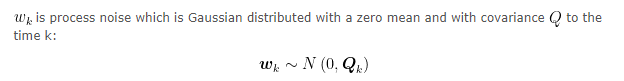 w_k is process noise which is Gaussian distributed with a zero mean and with covariance Q to the
time k:
w_k ~ N (0, Q_k)